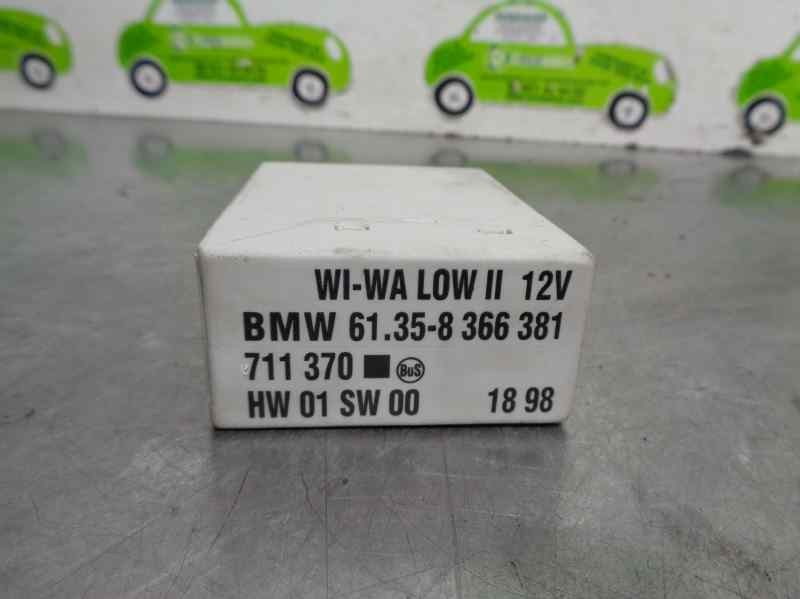 WI-WA LOW II 12V
BMW 61.35-8 366 381
711 370 BuS
HW 01 SW 00 18 98